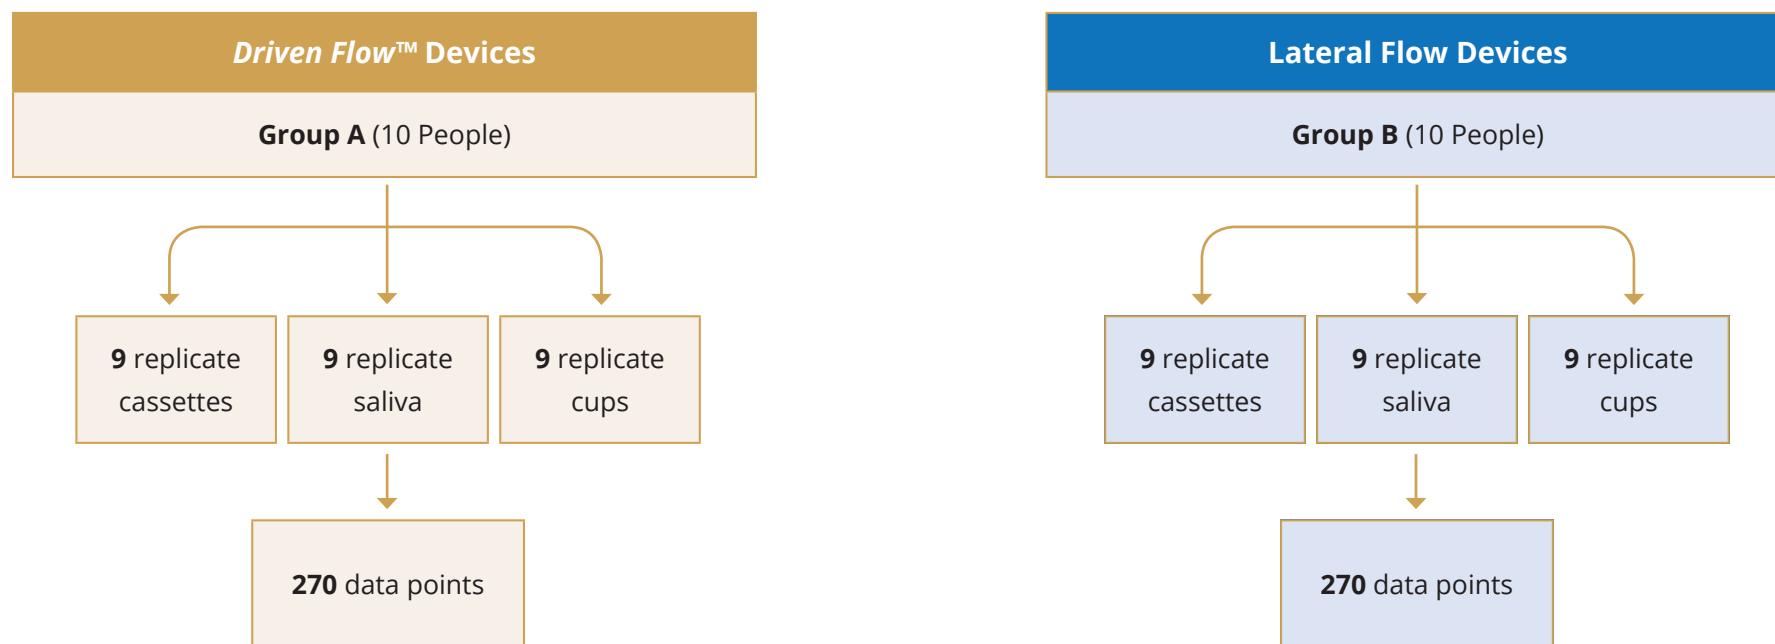 Driven Flow™ Devices
Group A (10 People)
9 replicate
cassettes
9 replicate
saliva
9 replicate
cups
270 data points
Lateral Flow Devices
Group B (10 People)
9 replicate
cassettes
9 replicate
saliva
9 replicate
cups
270 data points